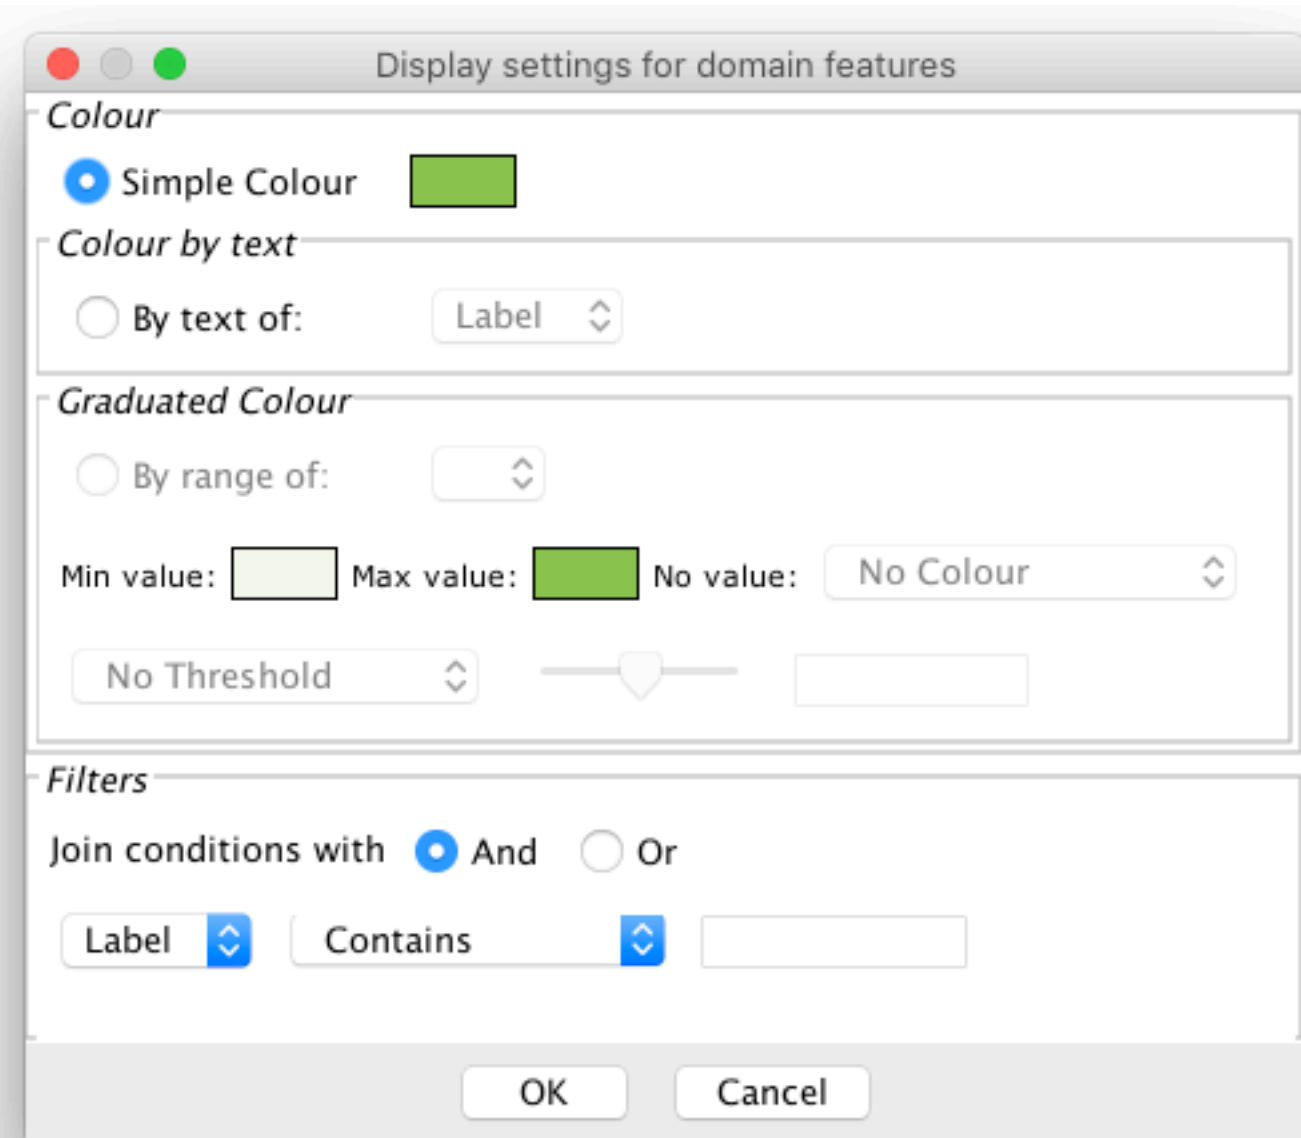 Display settings for domain features
Colour
Simple Colour
Colour by text
By text of: Label
Graduated Colour
By range of:
Min value: Max value: No value: No Colour
No Threshold
Filters
Join conditions with And Or
Label Contains
OK Cancel